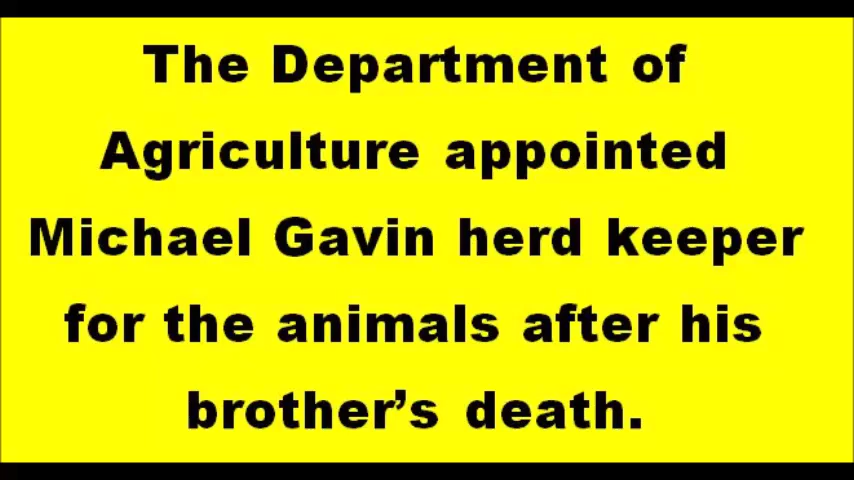 The Department of
Agriculture appointed
Michael Gavin herd keeper
for the animals after his
brother’s death.